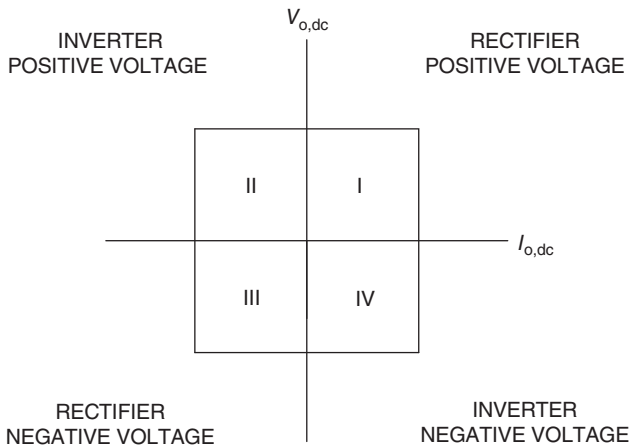 V_o,dc
INVERTER
POSITIVE VOLTAGE
RECTIFIER
POSITIVE VOLTAGE
II
I
I_o,dc
III
IV
RECTIFIER
NEGATIVE VOLTAGE
INVERTER
NEGATIVE VOLTAGE